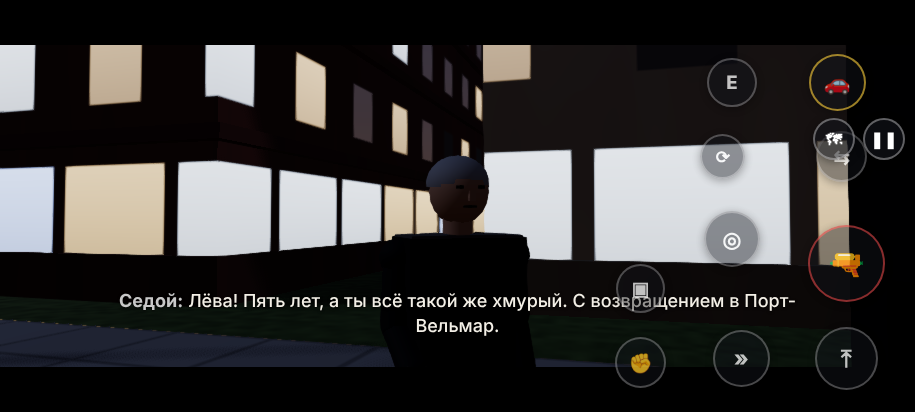 E
Седой: Лёва! Пять лет, а ты всё такой же хмурый. С возвращением в Порт-
Вельмар.